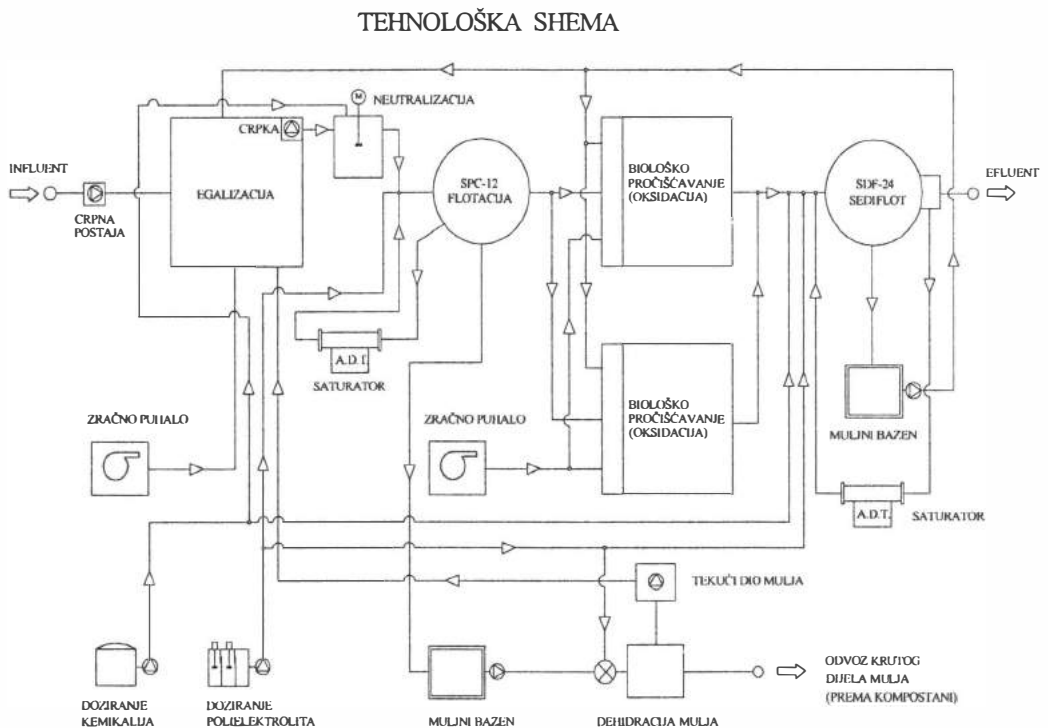 TEHNOLOŠKA SHEMA
NEUTRALIZACIJA
M
CRPKA
INFLUENT
CRPNA
POSTAJA
EGALIZACIJA
SPC-12
FLOTACIJA
BIOLOŠKO
PROČIŠĆAVANJE
(OKSIDACIJA)
SDF-24
SEDIFLOT
EFLUENT
A.D.T.
SATURATOR
BIOLOŠKO
PROČIŠĆAVANJE
(OKSIDACIJA)
MULJNI BAZEN
ZRAČNO PUHALO
ZRAČNO PUHALO
A.D.T.
SATURATOR
TEKUĆI DIO MULJA
DOZIRANJE
KEMIKALIJA
DOZIRANJE
POLIELEKTROLITA
MULJNI BAZEN
DEHIDRACIJA MULJA
ODVOZ KRUTOG
DIJELA MULJA
(PREMA KOMPOSTANI)